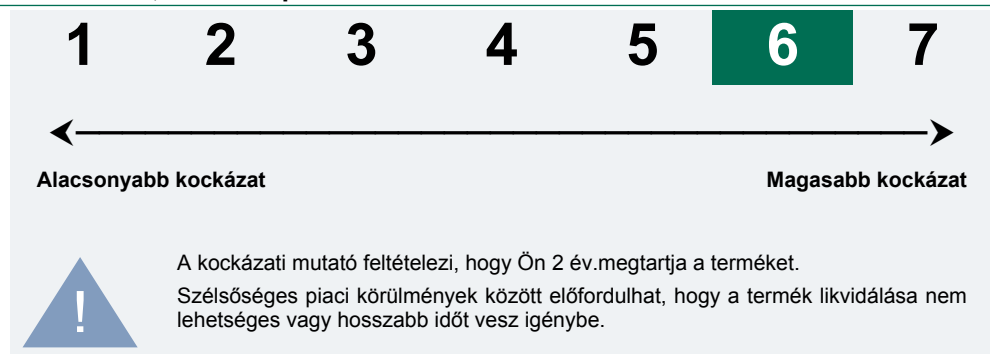 1 2 3 4 5 6 7
Alacsonyabb kockázat Magasabb kockázat
A kockázati mutató feltételezi, hogy Ön 2 év.megtartja a terméket.
Szélsőséges piaci körülmények között előfordulhat, hogy a termék likvidálása nem
lehetséges vagy hosszabb időt vesz igénybe.
!